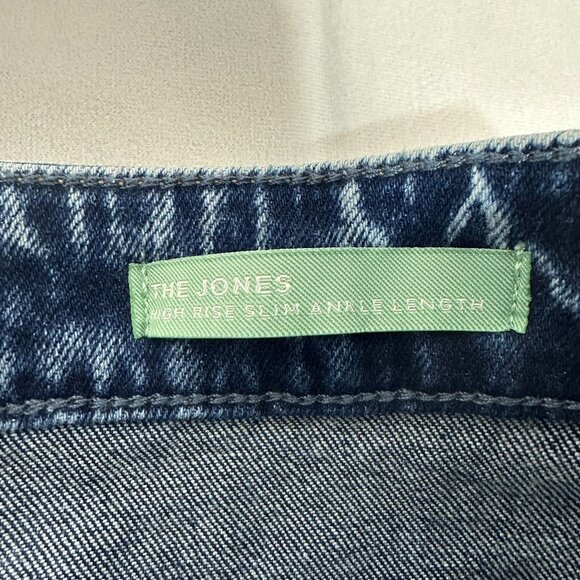 THE JONES
HIGH RISE SLIM ANKLE LENGTH